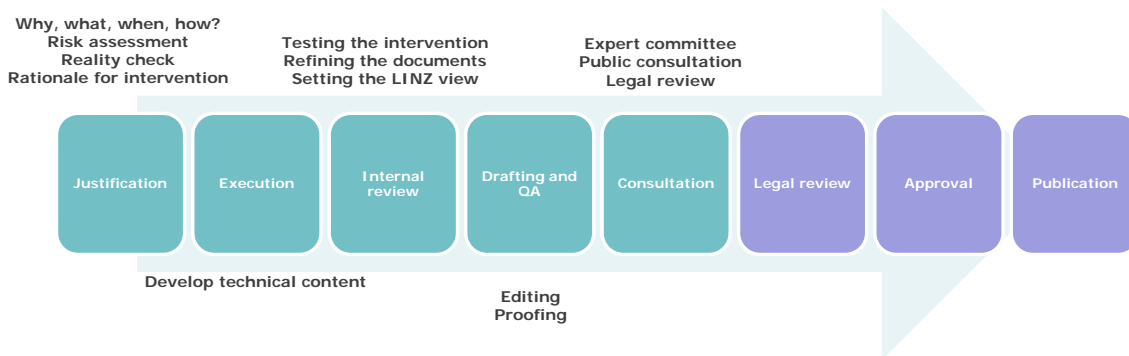 Why, what, when, how?
Risk assessment
Reality check
Rationale for intervention
Testing the intervention
Refining the documents
Setting the LINZ view
Expert committee
Public consultation
Legal review
Justification
Execution
Internal
review
Drafting and
QA
Consultation
Legal review
Approval
Publication
Develop technical content
Editing
Proofing